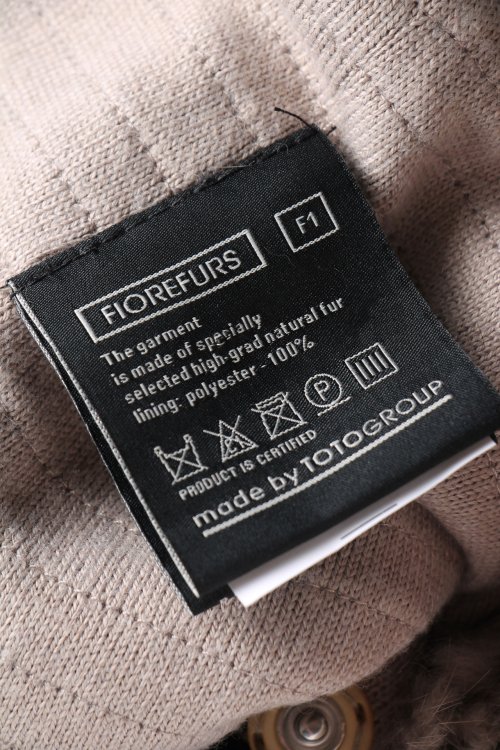 FIOREFURS
F1
The garment
is made of specially
selected high-grad natural fur
lining: polyester - 100%
P
PRODUCT IS CERTIFIED
made by TOTOGROUP